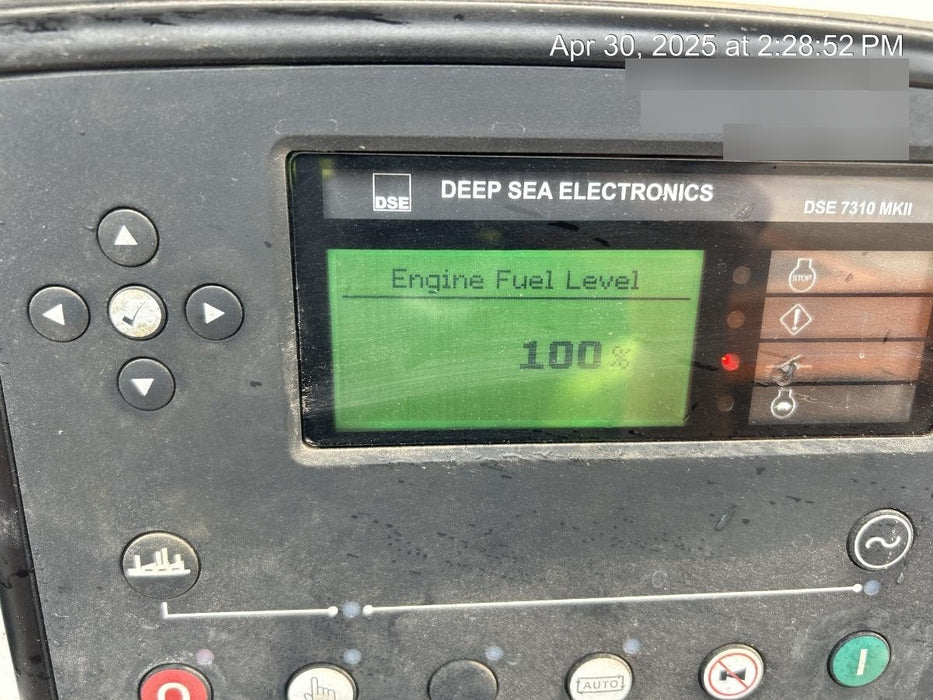 Apr 30, 2025 at 2:28:52 PM
DSE
DEEP SEA ELECTRONICS
DSE 7310 MKII
Engine Fuel Level
100 %
STOP
AUTO